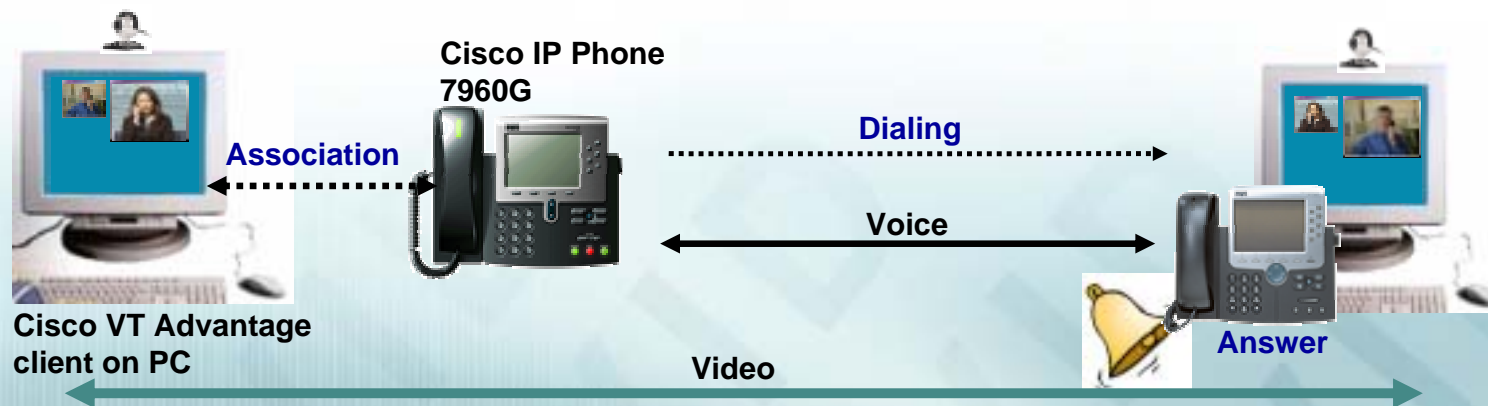 Cisco IP Phone
7960G
Association
Dialing
Voice
Cisco VT Advantage
client on PC
Answer
Video